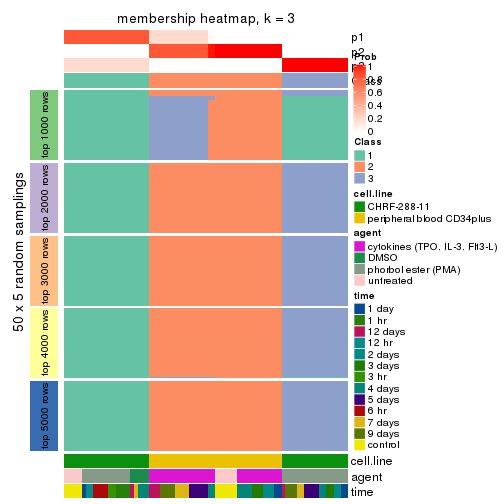 membership heatmap, k = 3
p1
p2
p3
Prob
1
0.8
0.6
0.4
0.2
0
Class
Class
1
2
3
cell.line
CHRF-288-11
peripheral blood CD34plus
agent
cytokines (TPO, IL-3, Flt3-L)
DMSO
phorbol ester (PMA)
untreated
time
1 day
1 hr
12 days
12 hr
2 days
3 days
3 hr
4 days
5 days
6 hr
7 days
9 days
control
50 x 5 random samplings
top 1000 rows
top 2000 rows
top 3000 rows
top 4000 rows
top 5000 rows
cell.line
agent
time